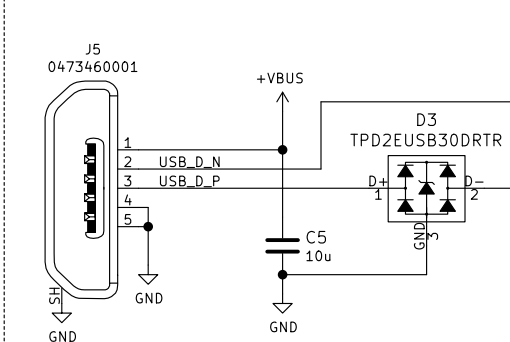 J5
0473460001
+VBUS
D3
TPD2EUSB30DRTR
1
2 USB_D_N
3 USB_D_P
4
5
D+
1
D-
2
GND
3
C5
10u
SH
GND
GND
GND